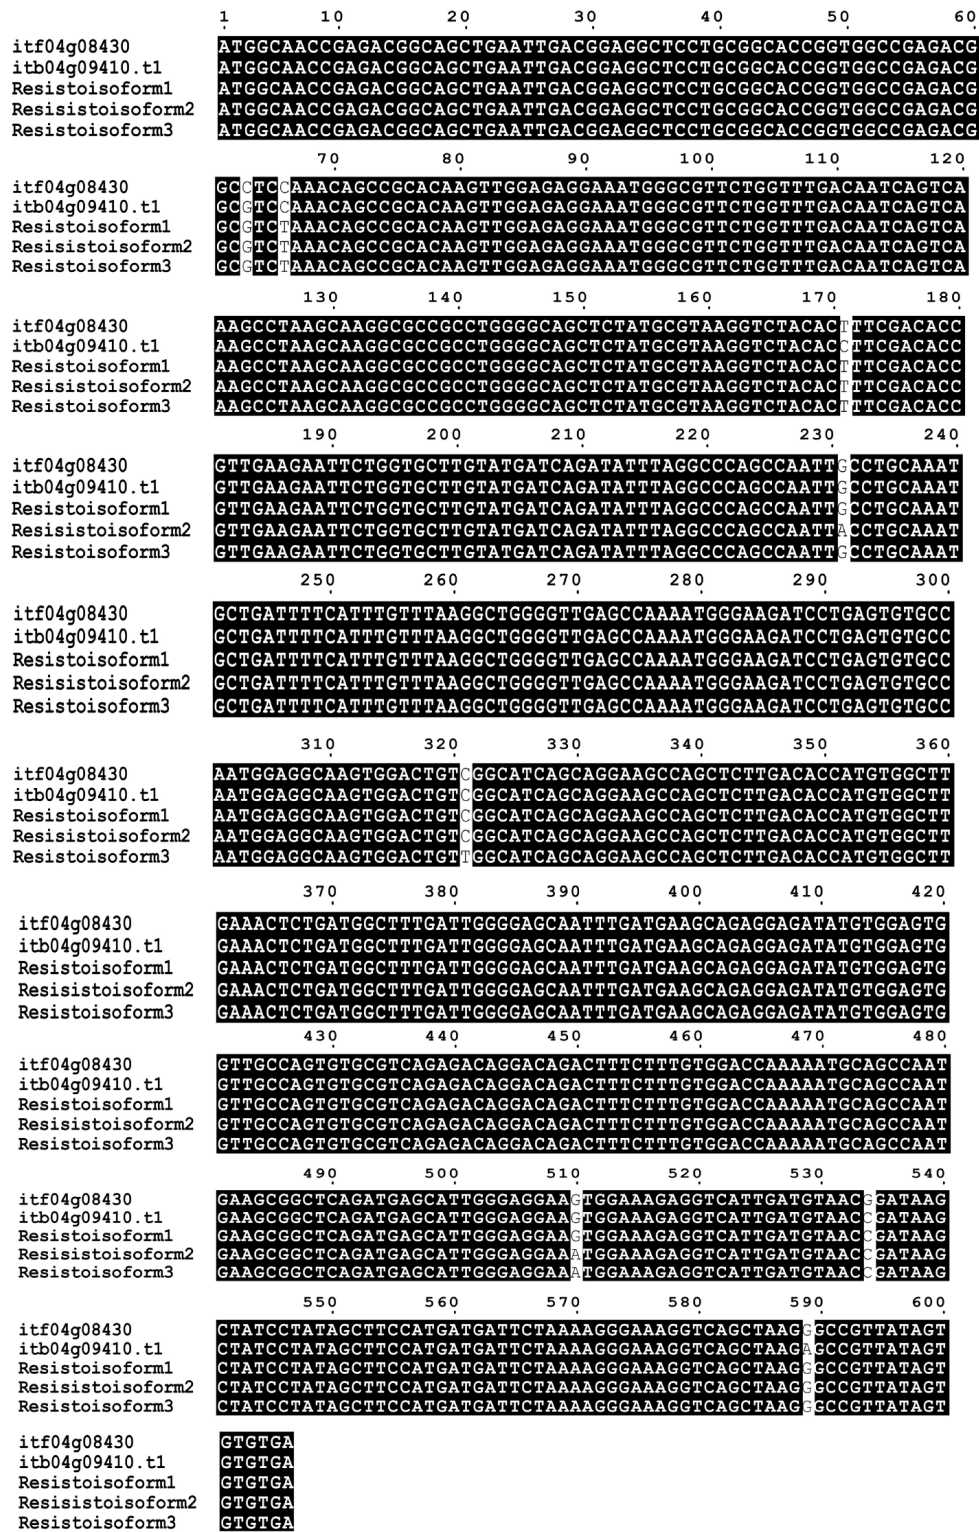 1 10 20 30 40 50 60
itf04g08430 ATGGCAACCGAGACGGCAGCTGAATTGACGGAGGCTCCTGCGGCACCGGTGGCCGAGACG
itb04g09410.t1 ATGGCAACCGAGACGGCAGCTGAATTGACGGAGGCTCCTGCGGCACCGGTGGCCGAGACG
Resistoisoform1 ATGGCAACCGAGACGGCAGCTGAATTGACGGAGGCTCCTGCGGCACCGGTGGCCGAGACG
Resisistoisoform2 ATGGCAACCGAGACGGCAGCTGAATTGACGGAGGCTCCTGCGGCACCGGTGGCCGAGACG
Resistoisoform3 ATGGCAACCGAGACGGCAGCTGAATTGACGGAGGCTCCTGCGGCACCGGTGGCCGAGACG
70 80 90 100 110 120
itf04g08430 GCCTCCAAACAGCCGCACAAGTTGGAGAGGAAATGGGCGTTCTGGTTTGACAATCAGTCA
itb04g09410.t1 GCGTCCAAACAGCCGCACAAGTTGGAGAGGAAATGGGCGTTCTGGTTTGACAATCAGTCA
Resistoisoform1 GCGTCTAAACAGCCGCACAAGTTGGAGAGGAAATGGGCGTTCTGGTTTGACAATCAGTCA
Resisistoisoform2 GCGTCTAAACAGCCGCACAAGTTGGAGAGGAAATGGGCGTTCTGGTTTGACAATCAGTCA
Resistoisoform3 GCGTCTAAACAGCCGCACAAGTTGGAGAGGAAATGGGCGTTCTGGTTTGACAATCAGTCA
130 140 150 160 170 180
itf04g08430 AAGCCTAAGCAAGGCGCCGCCTGGGGCAGCTCTATGCGTAAGGTCTACACTTTCGACACC
itb04g09410.t1 AAGCCTAAGCAAGGCGCCGCCTGGGGCAGCTCTATGCGTAAGGTCTACACCTTCGACACC
Resistoisoform1 AAGCCTAAGCAAGGCGCCGCCTGGGGCAGCTCTATGCGTAAGGTCTACACTTTCGACACC
Resisistoisoform2 AAGCCTAAGCAAGGCGCCGCCTGGGGCAGCTCTATGCGTAAGGTCTACACTTTCGACACC
Resistoisoform3 AAGCCTAAGCAAGGCGCCGCCTGGGGCAGCTCTATGCGTAAGGTCTACACTTTCGACACC
190 200 210 220 230 240
itf04g08430 GTTGAAGAATTCTGGTGCTTGTATGATCAGATATTTAGGCCCAGCCAATTGCCTGCAAAT
itb04g09410.t1 GTTGAAGAATTCTGGTGCTTGTATGATCAGATATTTAGGCCCAGCCAATTGCCTGCAAAT
Resistoisoform1 GTTGAAGAATTCTGGTGCTTGTATGATCAGATATTTAGGCCCAGCCAATTGCCTGCAAAT
Resisistoisoform2 GTTGAAGAATTCTGGTGCTTGTATGATCAGATATTTAGGCCCAGCCAATTACCTGCAAAT
Resistoisoform3 GTTGAAGAATTCTGGTGCTTGTATGATCAGATATTTAGGCCCAGCCAATTGCCTGCAAAT
250 260 270 280 290 300
itf04g08430 GCTGATTTTCATTTGTTTAAGGCTGGGGTTGAGCCAAAATGGGAAGATCCTGAGTGTGCC
itb04g09410.t1 GCTGATTTTCATTTGTTTAAGGCTGGGGTTGAGCCAAAATGGGAAGATCCTGAGTGTGCC
Resistoisoform1 GCTGATTTTCATTTGTTTAAGGCTGGGGTTGAGCCAAAATGGGAAGATCCTGAGTGTGCC
Resisistoisoform2 GCTGATTTTCATTTGTTTAAGGCTGGGGTTGAGCCAAAATGGGAAGATCCTGAGTGTGCC
Resistoisoform3 GCTGATTTTCATTTGTTTAAGGCTGGGGTTGAGCCAAAATGGGAAGATCCTGAGTGTGCC
310 320 330 340 350 360
itf04g08430 AATGGAGGCAAGTGGACTGTCGGCATCAGCAGGAAGCCAGCTCTTGACACCATGTGGCTT
itb04g09410.t1 AATGGAGGCAAGTGGACTGTCGGCATCAGCAGGAAGCCAGCTCTTGACACCATGTGGCTT
Resistoisoform1 AATGGAGGCAAGTGGACTGTCGGCATCAGCAGGAAGCCAGCTCTTGACACCATGTGGCTT
Resisistoisoform2 AATGGAGGCAAGTGGACTGTCGGCATCAGCAGGAAGCCAGCTCTTGACACCATGTGGCTT
Resistoisoform3 AATGGAGGCAAGTGGACTGTTGGCATCAGCAGGAAGCCAGCTCTTGACACCATGTGGCTT
370 380 390 400 410 420
itf04g08430 GAAACTCTGATGGCTTTGATTGGGGAGCAATTTGATGAAGCAGAGGAGATATGTGGAGTG
itb04g09410.t1 GAAACTCTGATGGCTTTGATTGGGGAGCAATTTGATGAAGCAGAGGAGATATGTGGAGTG
Resistoisoform1 GAAACTCTGATGGCTTTGATTGGGGAGCAATTTGATGAAGCAGAGGAGATATGTGGAGTG
Resisistoisoform2 GAAACTCTGATGGCTTTGATTGGGGAGCAATTTGATGAAGCAGAGGAGATATGTGGAGTG
Resistoisoform3 GAAACTCTGATGGCTTTGATTGGGGAGCAATTTGATGAAGCAGAGGAGATATGTGGAGTG
430 440 450 460 470 480
itf04g08430 GTTGCCAGTGTGCGTCAGAGACAGGACAGACTTTCTTTGTGGACCAAAAATGCAGCCAAT
itb04g09410.t1 GTTGCCAGTGTGCGTCAGAGACAGGACAGACTTTCTTTGTGGACCAAAAATGCAGCCAAT
Resistoisoform1 GTTGCCAGTGTGCGTCAGAGACAGGACAGACTTTCTTTGTGGACCAAAAATGCAGCCAAT
Resisistoisoform2 GTTGCCAGTGTGCGTCAGAGACAGGACAGACTTTCTTTGTGGACCAAAAATGCAGCCAAT
Resistoisoform3 GTTGCCAGTGTGCGTCAGAGACAGGACAGACTTTCTTTGTGGACCAAAAATGCAGCCAAT
490 500 510 520 530 540
itf04g08430 GAAGCGGCTCAGATGAGCATTGGGAGGAAGTGGAAAGAGGTCATTGATGTAACGGATAAG
itb04g09410.t1 GAAGCGGCTCAGATGAGCATTGGGAGGAAGTGGAAAGAGGTCATTGATGTAACCGATAAG
Resistoisoform1 GAAGCGGCTCAGATGAGCATTGGGAGGAAGTGGAAAGAGGTCATTGATGTAACCGATAAG
Resisistoisoform2 GAAGCGGCTCAGATGAGCATTGGGAGGAAATGGAAAGAGGTCATTGATGTAACCGATAAG
Resistoisoform3 GAAGCGGCTCAGATGAGCATTGGGAGGAAATGGAAAGAGGTCATTGATGTAACCGATAAG
550 560 570 580 590 600
itf04g08430 CTATCCTATAGCTTCCATGATGATTCTAAAAGGGAAAGGTCAGCTAAGGGCCGTTATAGT
itb04g09410.t1 CTATCCTATAGCTTCCATGATGATTCTAAAAGGGAAAGGTCAGCTAAGAGCCGTTATAGT
Resistoisoform1 CTATCCTATAGCTTCCATGATGATTCTAAAAGGGAAAGGTCAGCTAAGGGCCGTTATAGT
Resisistoisoform2 CTATCCTATAGCTTCCATGATGATTCTAAAAGGGAAAGGTCAGCTAAGGGCCGTTATAGT
Resistoisoform3 CTATCCTATAGCTTCCATGATGATTCTAAAAGGGAAAGGTCAGCTAAGGGCCGTTATAGT
itf04g08430 GTGTGA
itb04g09410.t1 GTGTGA
Resistoisoform1 GTGTGA
Resisistoisoform2 GTGTGA
Resistoisoform3 GTGTGA